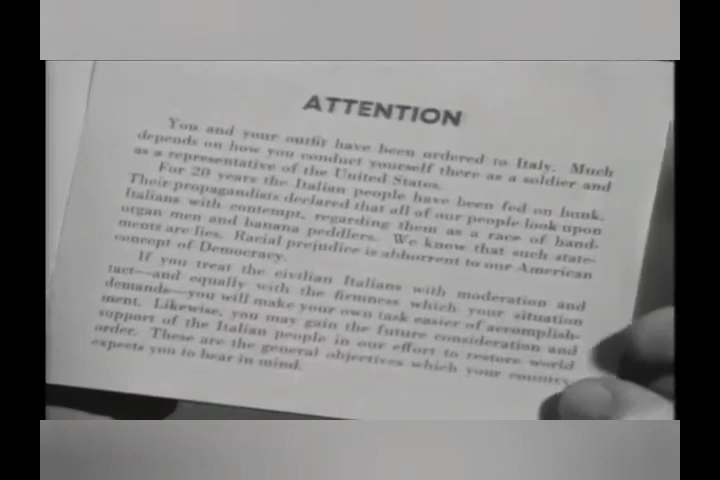 ATTENTION
You and your outfit have been ordered to Italy. Much
depends on how you conduct yourself there as a soldier and
as a representative of the United States.
For 20 years the Italian people have been fed on bunk.
Their propagandists declared that all of our people look upon
Italians with contempt, regarding them as a race of hand-
organ men and banana peddlers. We know that such state-
ments are lies. Racial prejudice is abhorrent to our American
concept of Democracy.
If you treat the civilian Italians with moderation and
tact—and equally with the firmness which your situation
demands—you will make your own task easier of accomplish-
ment. Likewise, you may gain the future consideration and
support of the Italian people in our effort to restore world
order. These are the general objectives which your country
expects you to bear in mind.